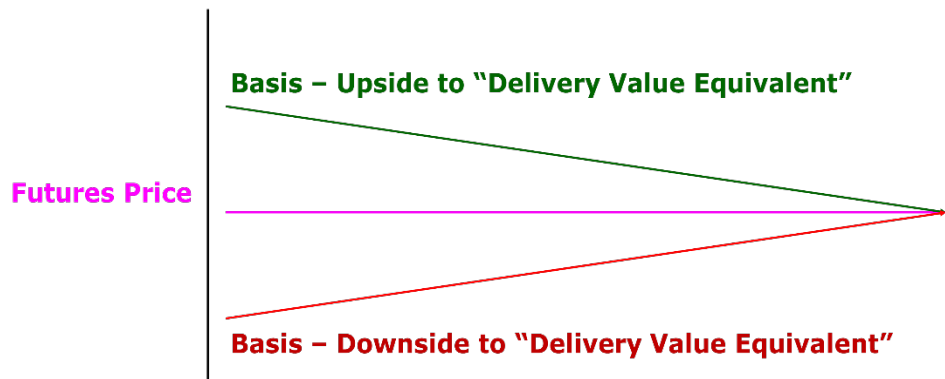 Basis – Upside to “Delivery Value Equivalent”
Futures Price
Basis – Downside to “Delivery Value Equivalent”